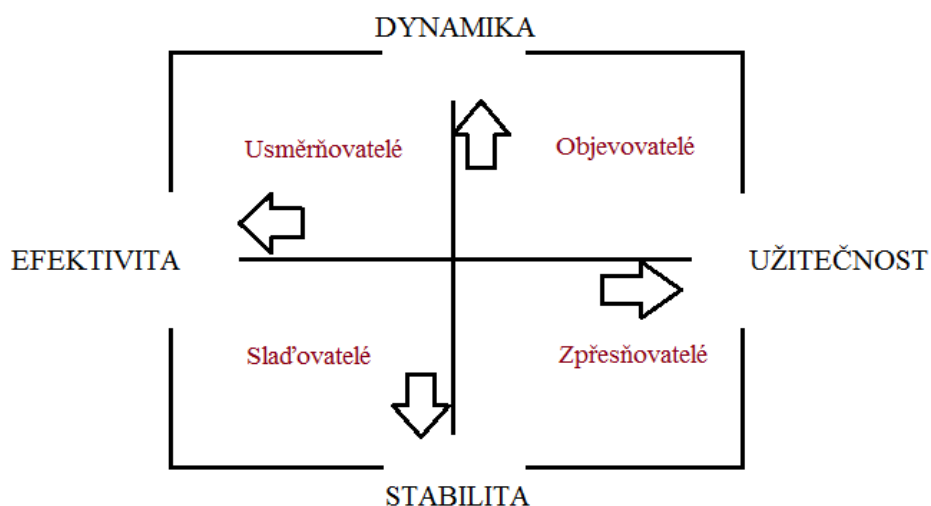 DYNAMIKA
Usměrňovatelé
Objevovatelé
EFEKTIVITA
UŽITEČNOST
Slaďovatelé
Zpřesňovatelé
STABILITA